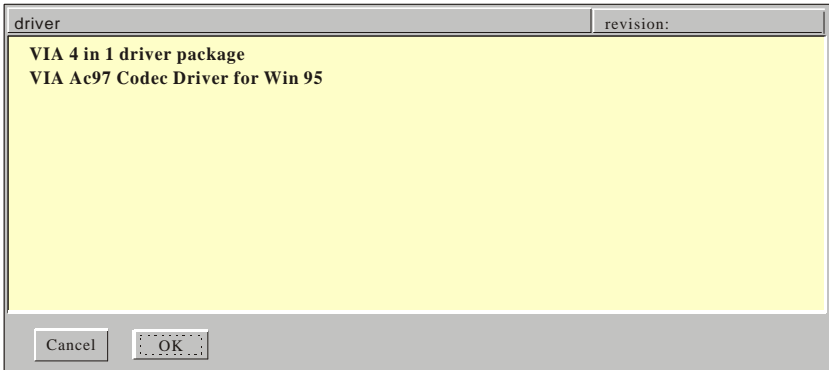 driver
revision:
VIA 4 in 1 driver package
VIA Ac97 Codec Driver for Win 95
Cancel
OK